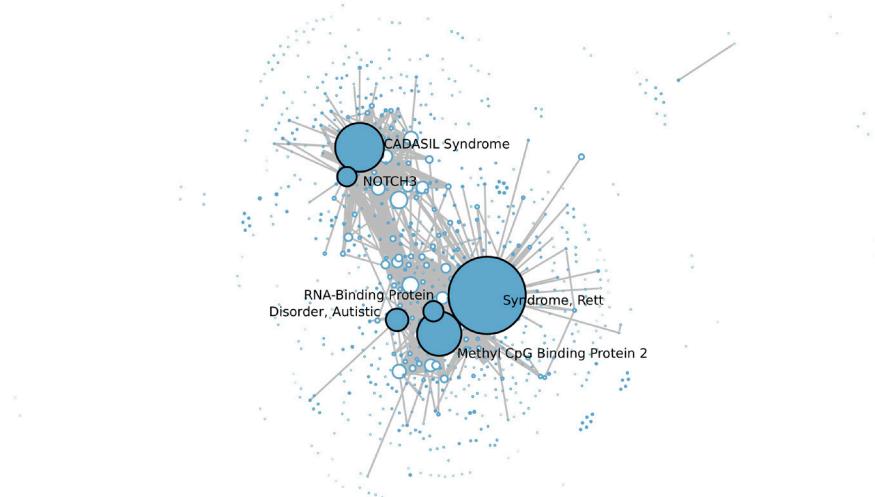 CADASIL Syndrome
NOTCH3
RNA-Binding Protein
Syndrome, Rett
Disorder, Autistic
Methyl CpG Binding Protein 2